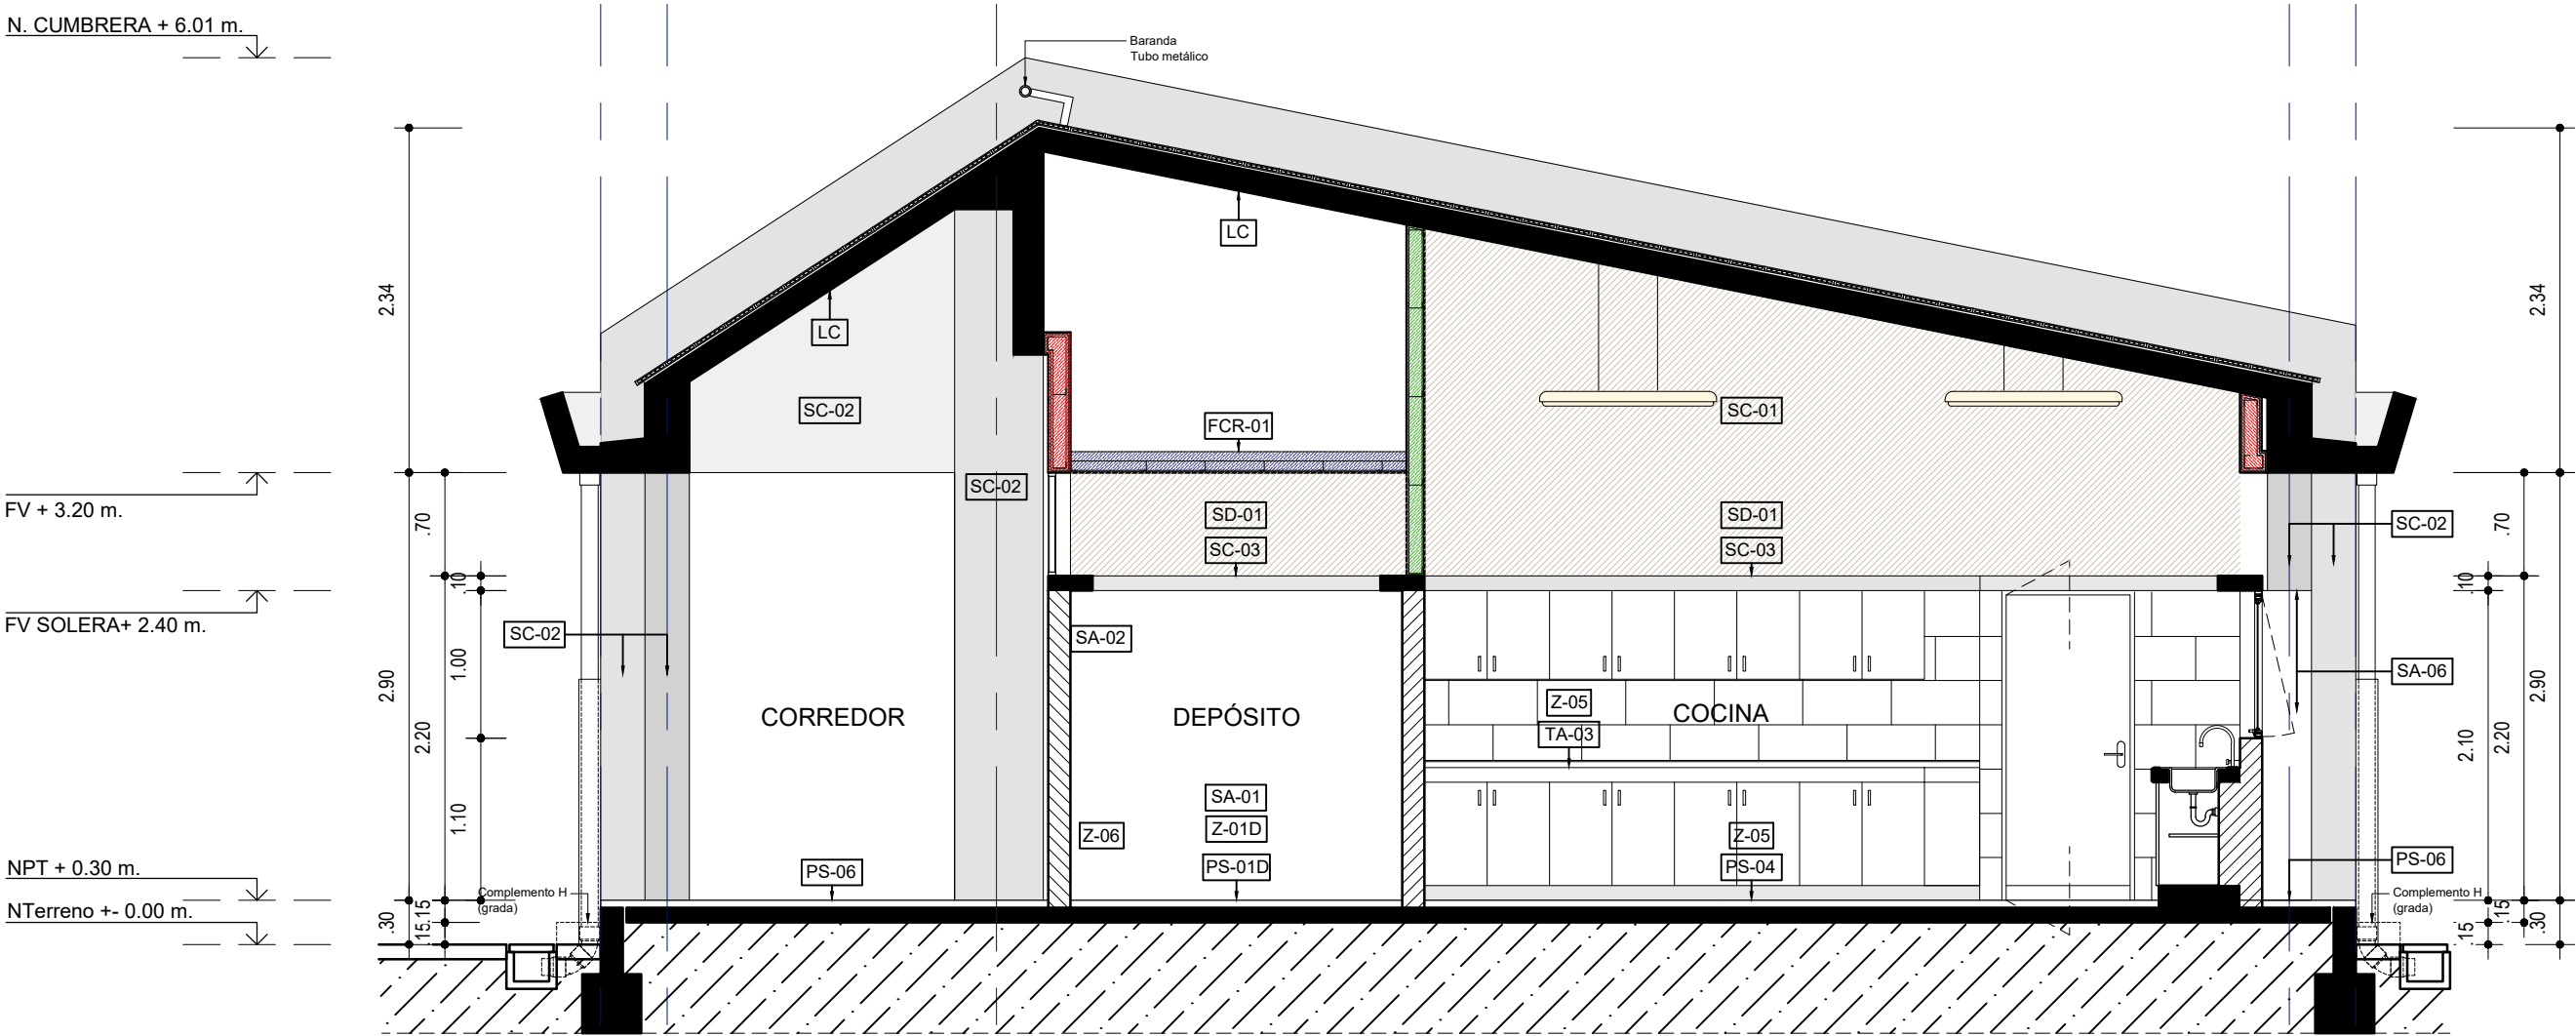 N. CUMBRERA + 6.01 m.
Baranda
Tubo metálico
LC
2.34
2.34
LC
SC-02
SC-01
FCR-01
SC-02
FV + 3.20 m.
SD-01
SD-01
SC-02
.70
.70
SC-03
SC-03
.10
.10
FV SOLERA+ 2.40 m.
SC-02
SA-02
1.00
SA-06
2.90
2.90
Z-05
CORREDOR
DEPÓSITO
COCINA
TA-03
2.20
2.20
2.10
SA-01
1.10
Z-06
Z-01D
Z-05
NPT + 0.30 m.
PS-06
PS-01D
PS-04
PS-06
Complemento H
(grada)
Complemento H
(grada)
NTerreno +- 0.00 m.
.30
.15
.15
.15
.15
.30